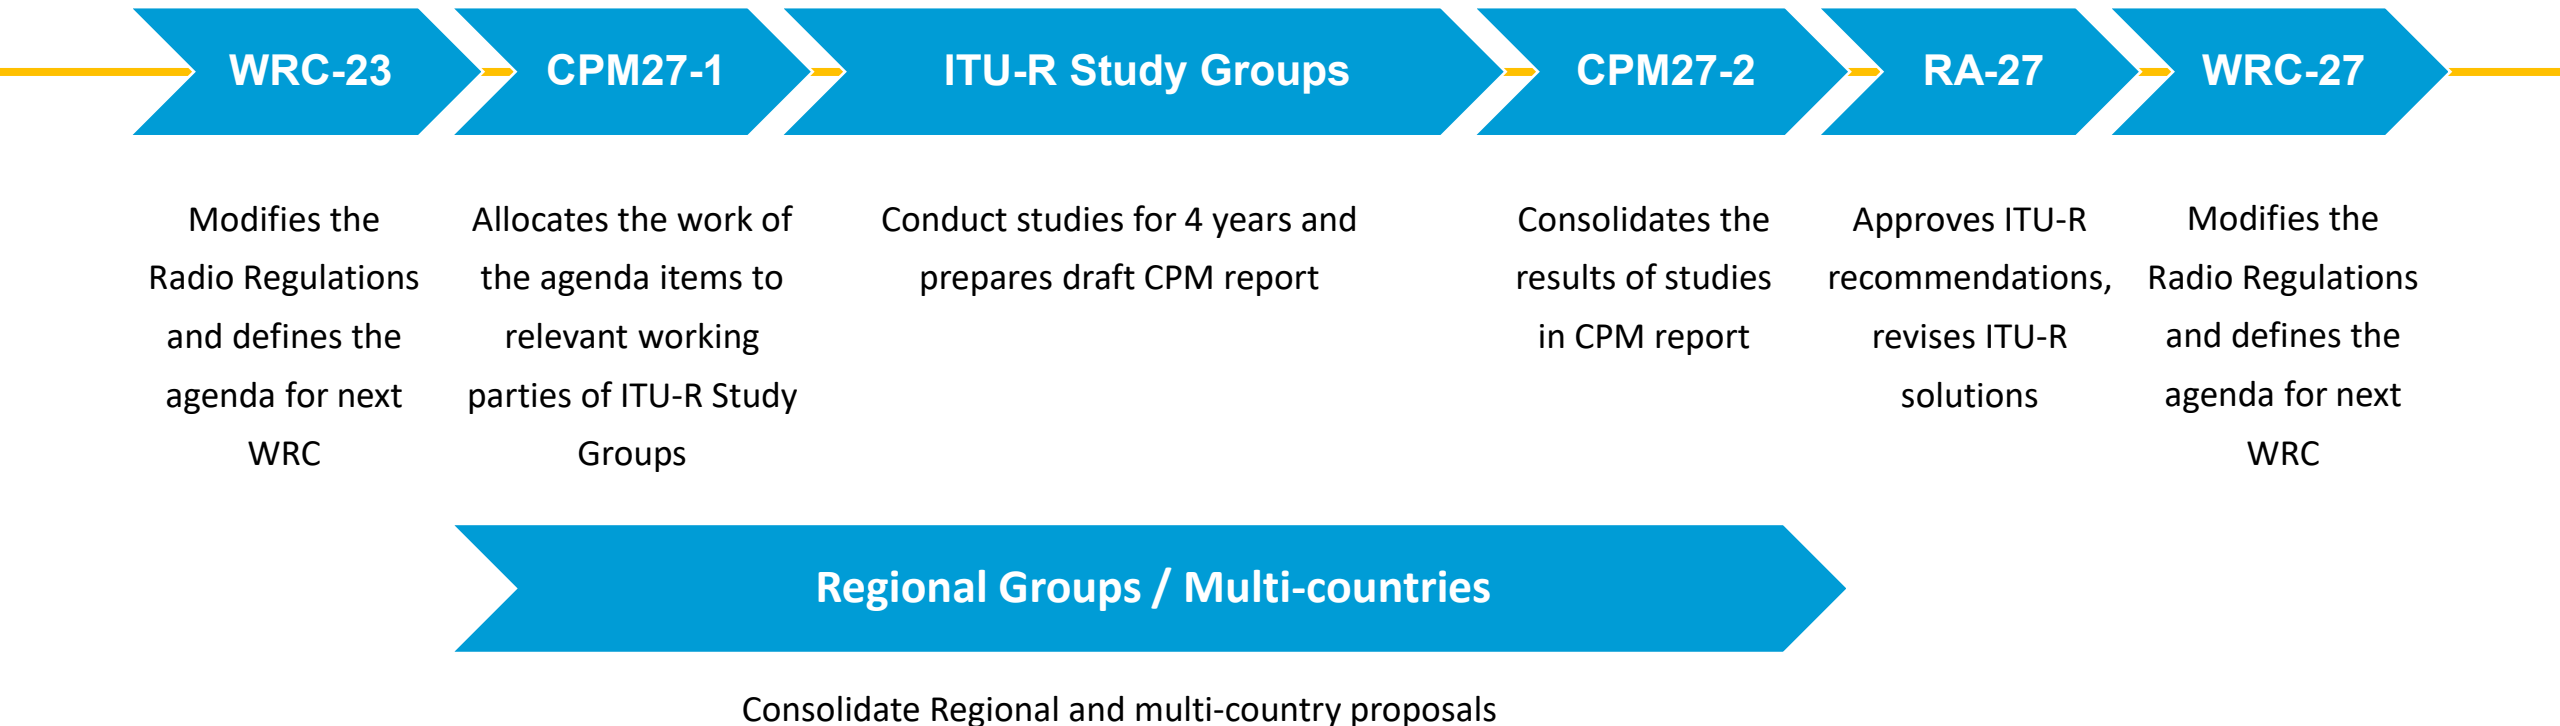 WRC-23
CPM27-1
ITU-R Study Groups
CPM27-2
RA-27
WRC-27
Modifies the
Radio Regulations
and defines the
agenda for next
WRC
Allocates the work of
the agenda items to
relevant working
parties of ITU-R Study
Groups
Conduct studies for 4 years and
prepares draft CPM report
Consolidates the
results of studies
in CPM report
Approves ITU-R
recommendations,
revises ITU-R
solutions
Modifies the
Radio Regulations
and defines the
agenda for next
WRC
Regional Groups / Multi-countries
Consolidate Regional and multi-country proposals